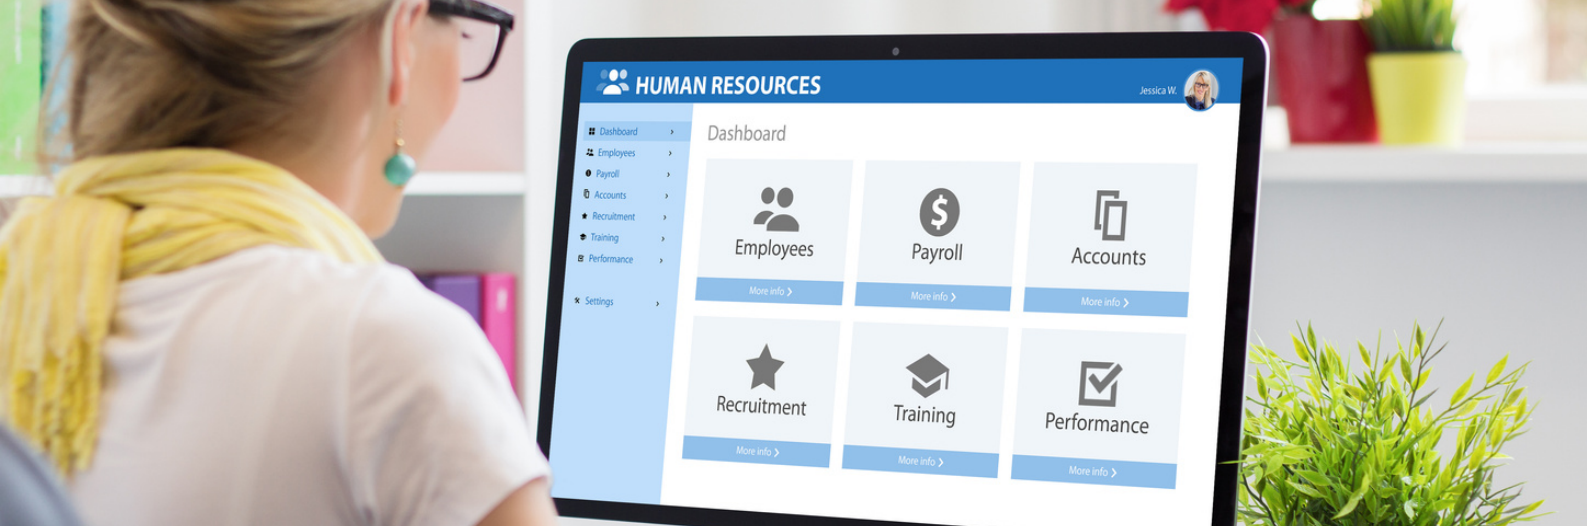 HUMAN RESOURCES
Jessica W.
Dashboard
Employees
Payroll
Accounts
Recruitment
Training
Performance
Settings
Dashboard
Employees
More info
Payroll
More info
Accounts
More info
Recruitment
More info
Training
More info
Performance
More info